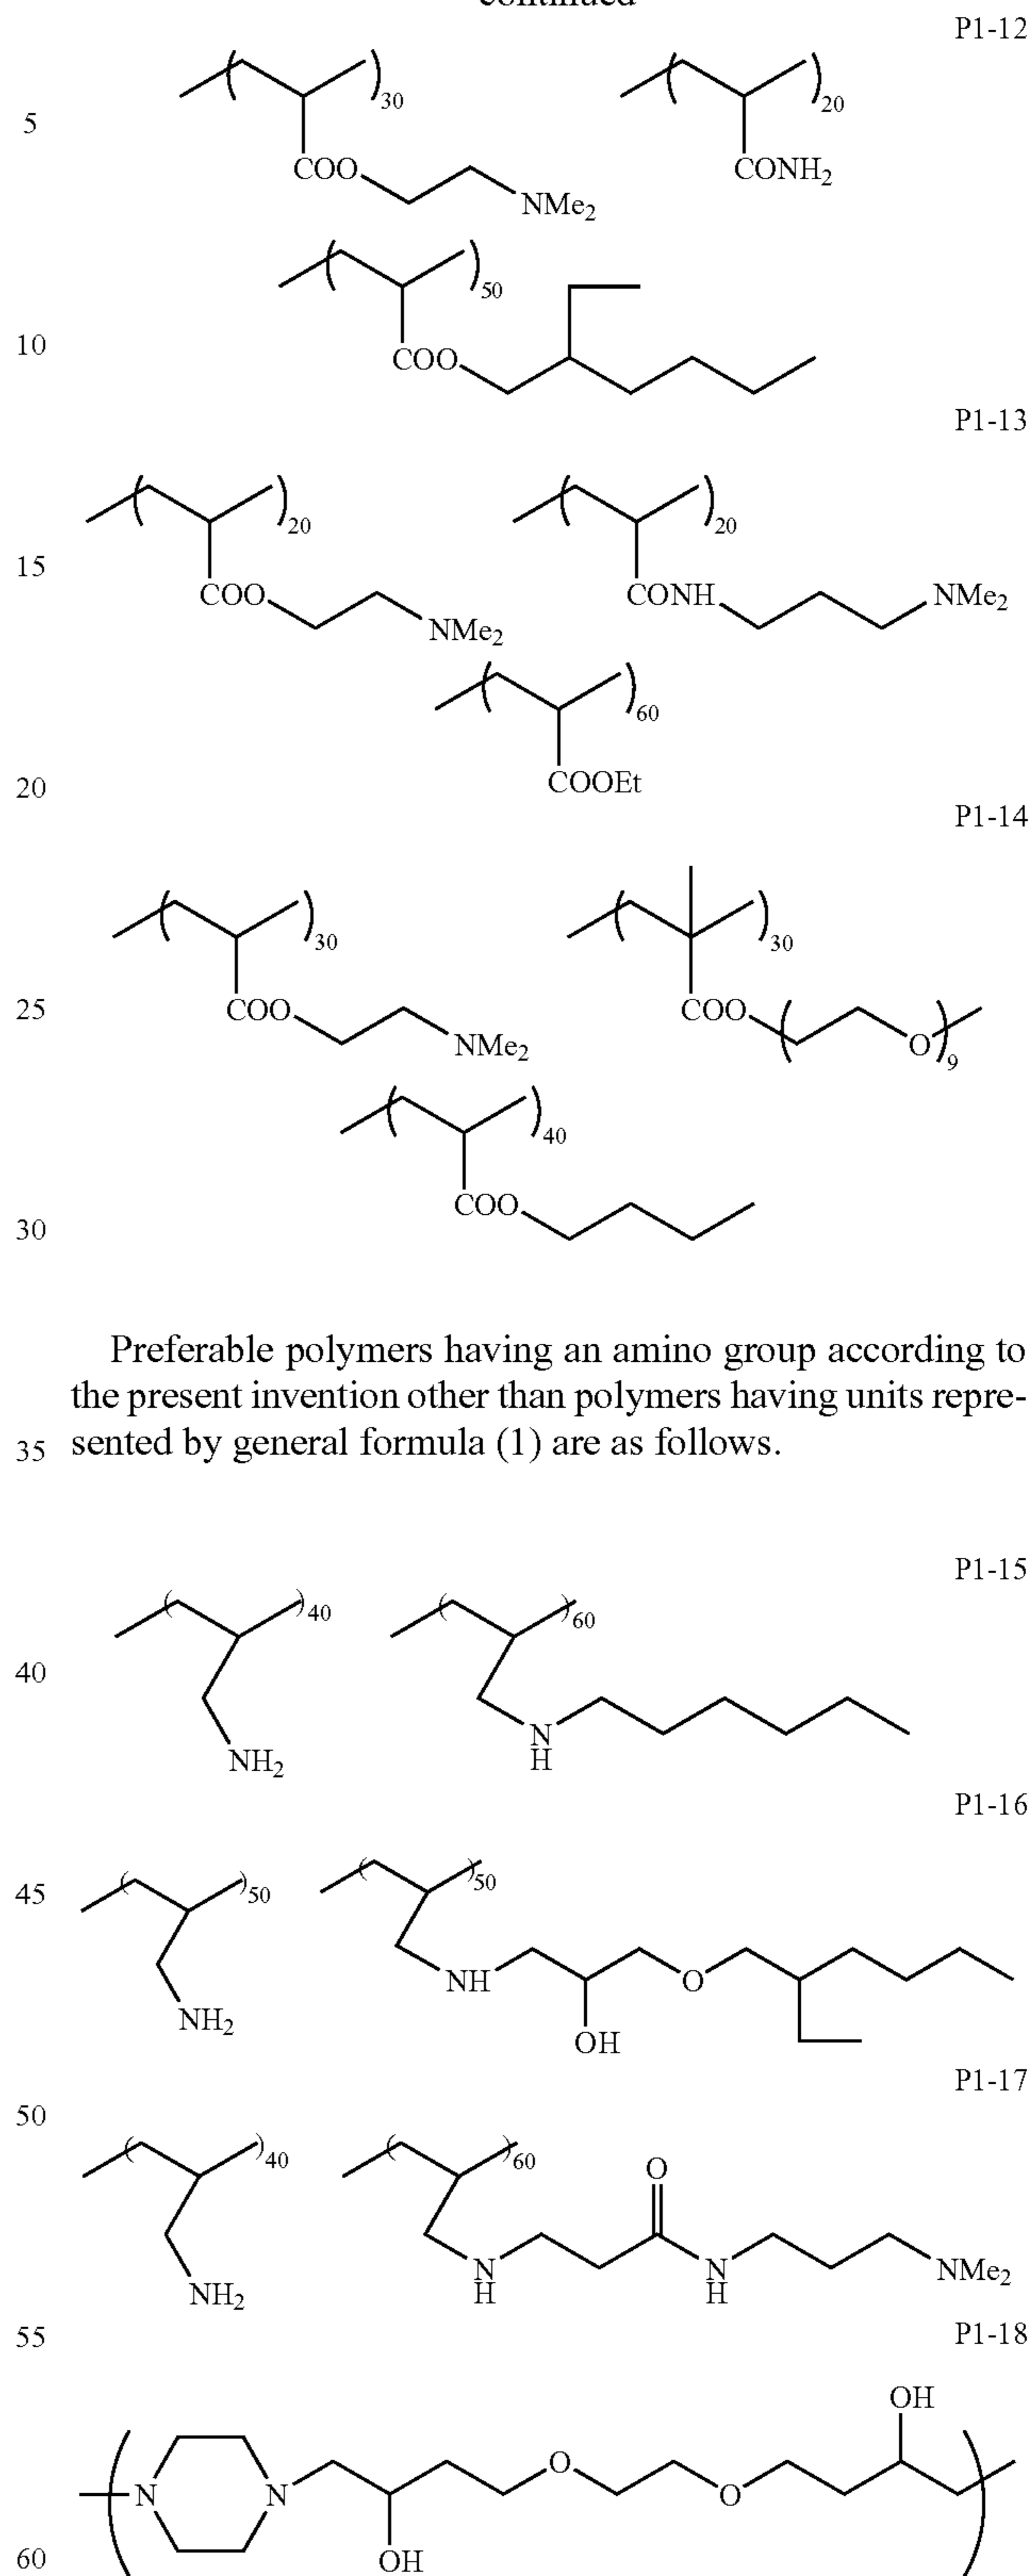 continued
P1-12
5
30
20
COO
NMe2
CONH2
50
10
COO
P1-13
20
20
15
COO
NMe2
CONH
NMe2
60
20
COOEt
P1-14
30
30
25
COO
NMe2
COO
O
9
40
COO
30
Preferable polymers having an amino group according to
the present invention other than polymers having units repre-
35 sented by general formula (1) are as follows.
P1-15
40
60
40
NH2
N
H
P1-16
45
50
50
NH2
NH
OH
O
P1-17
50
40
60
O
NH2
N
H
N
H
NMe2
55
P1-18
OH
N
N
O
O
OH
60